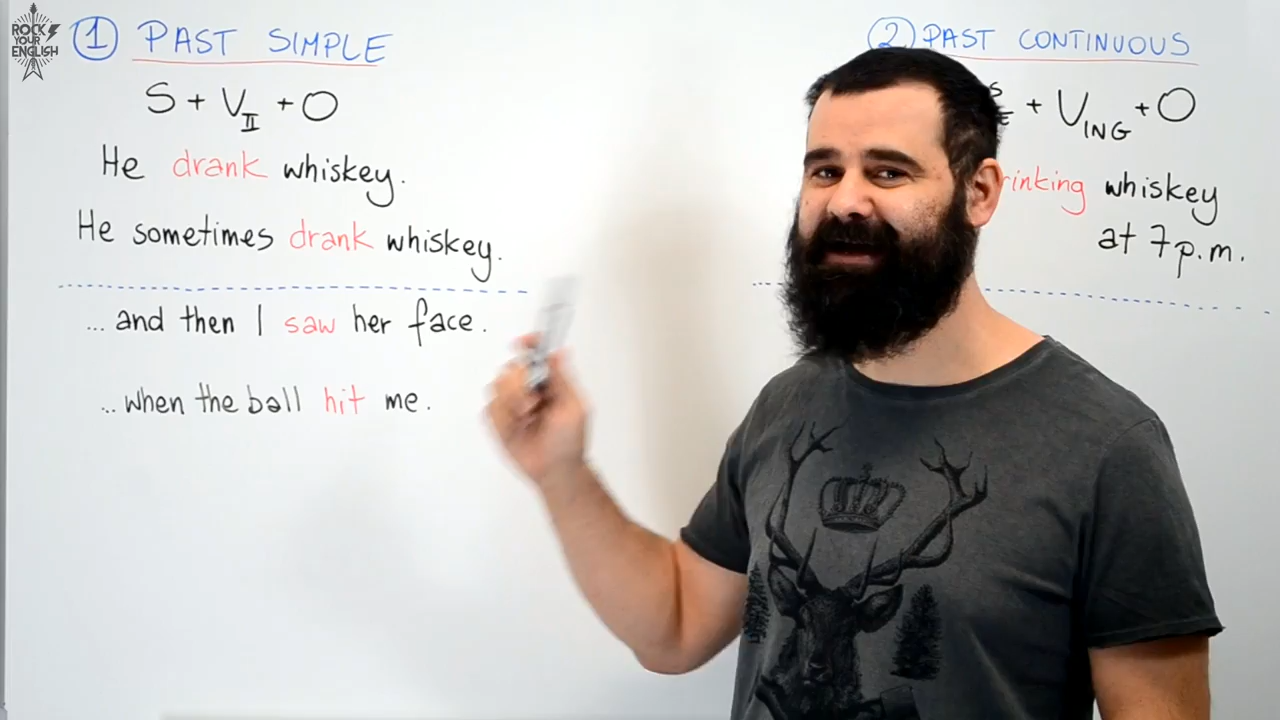 ROCK
YOUR
ENGLISH
1 PAST SIMPLE
S + VII + O
He drank whiskey.
He sometimes drank whiskey.
... and then I saw her face.
... when the ball hit me.
2 PAST CONTINUOUS
+ VING + O
whiskey
at 7 p.m.